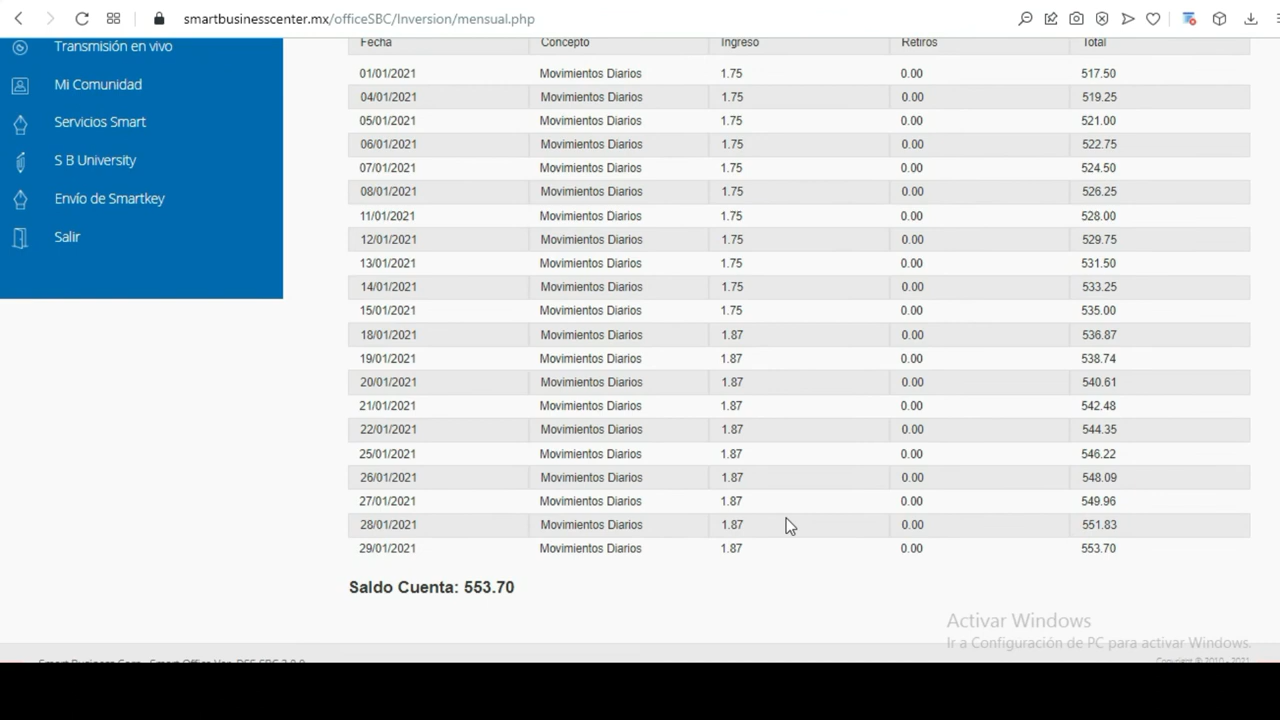 smartbusinesscenter.mx/officeSBC/Inversion/mensual.php
Transmisión en vivo
Mi Comunidad
Servicios Smart
S B University
Envío de Smartkey
Salir
Fecha Concepto Ingreso Retiros Total
01/01/2021 Movimientos Diarios 1.75 0.00 517.50
04/01/2021 Movimientos Diarios 1.75 0.00 519.25
05/01/2021 Movimientos Diarios 1.75 0.00 521.00
06/01/2021 Movimientos Diarios 1.75 0.00 522.75
07/01/2021 Movimientos Diarios 1.75 0.00 524.50
08/01/2021 Movimientos Diarios 1.75 0.00 526.25
11/01/2021 Movimientos Diarios 1.75 0.00 528.00
12/01/2021 Movimientos Diarios 1.75 0.00 529.75
13/01/2021 Movimientos Diarios 1.75 0.00 531.50
14/01/2021 Movimientos Diarios 1.75 0.00 533.25
15/01/2021 Movimientos Diarios 1.75 0.00 535.00
18/01/2021 Movimientos Diarios 1.87 0.00 536.87
19/01/2021 Movimientos Diarios 1.87 0.00 538.74
20/01/2021 Movimientos Diarios 1.87 0.00 540.61
21/01/2021 Movimientos Diarios 1.87 0.00 542.48
22/01/2021 Movimientos Diarios 1.87 0.00 544.35
25/01/2021 Movimientos Diarios 1.87 0.00 546.22
26/01/2021 Movimientos Diarios 1.87 0.00 548.09
27/01/2021 Movimientos Diarios 1.87 0.00 549.96
28/01/2021 Movimientos Diarios 1.87 0.00 551.83
29/01/2021 Movimientos Diarios 1.87 0.00 553.70
Saldo Cuenta: 553.70
Activar Windows
Ir a Configuración de PC para activar Windows.